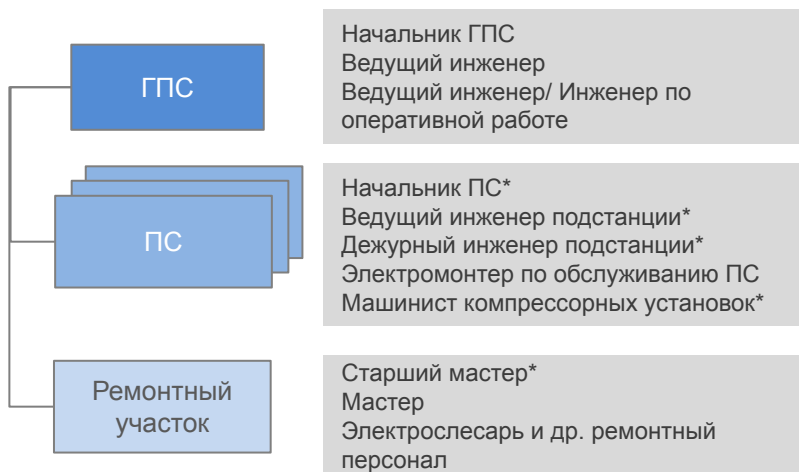 ГПС
Начальник ГПС
Ведущий инженер
Ведущий инженер/ Инженер по
оперативной работе
ПС
Начальник ПС*
Ведущий инженер подстанции*
Дежурный инженер подстанции*
Электромонтер по обслуживанию ПС
Машинист компрессорных установок*
Ремонтный
участок
Старший мастер*
Мастер
Электрослесарь и др. ремонтный
персонал